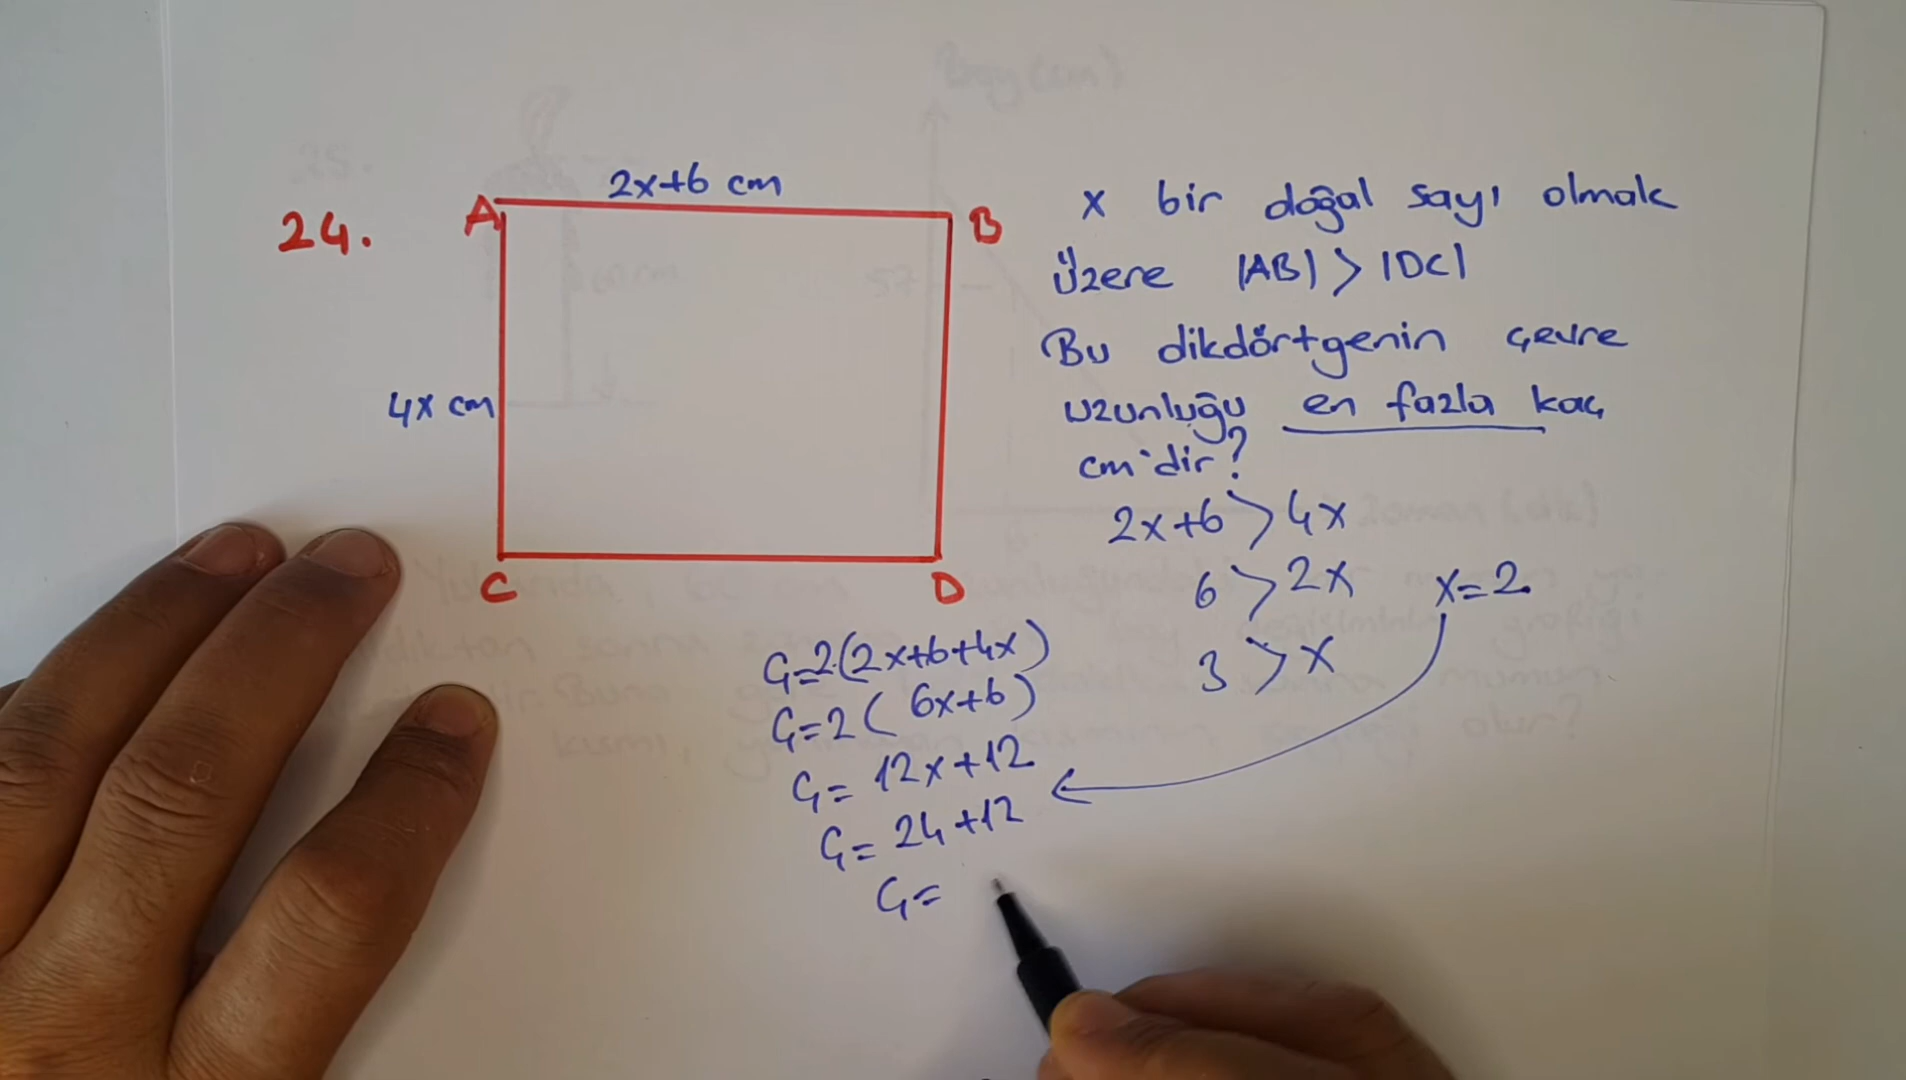 24.
A
2x+6 cm
B
4x cm
C
D
x bir doğal sayı olmak
üzere |AB| > |DC|
Bu dikdörtgenin çevre
uzunluğu en fazla kaç
cm'dir?
2x+6 > 4x
6 > 2x x=2
3 > x
Ç=2(2x+6+4x)
Ç=2(6x+6)
Ç= 12x+12
Ç= 24+12
Ç=